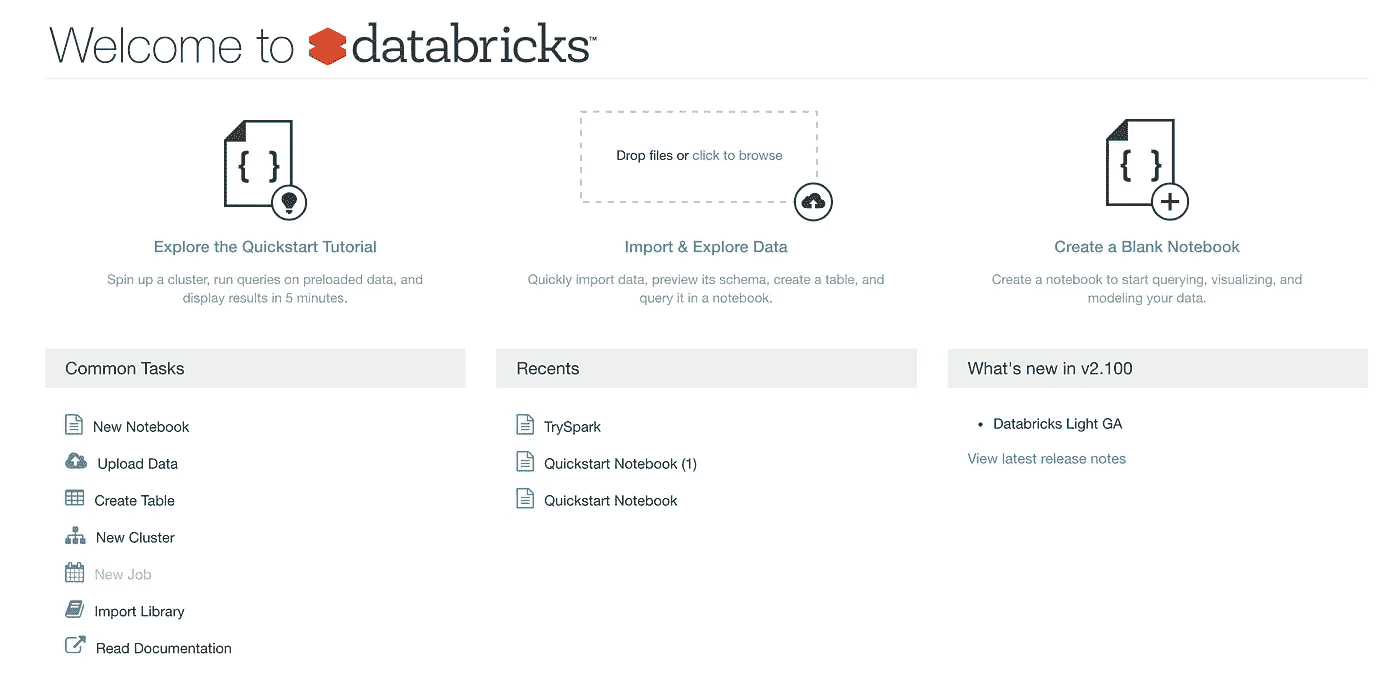 Welcome to databricks™
Drop files or click to browse
Explore the Quickstart Tutorial
Spin up a cluster, run queries on preloaded data, and
display results in 5 minutes.
Import & Explore Data
Quickly import data, preview its schema, create a table, and
query it in a notebook.
Create a Blank Notebook
Create a notebook to start querying, visualizing, and
modeling your data.
Common Tasks
New Notebook
Upload Data
Create Table
New Cluster
New Job
Import Library
Read Documentation
Recents
TrySpark
Quickstart Notebook (1)
Quickstart Notebook
What's new in v2.100
• Databricks Light GA
View latest release notes